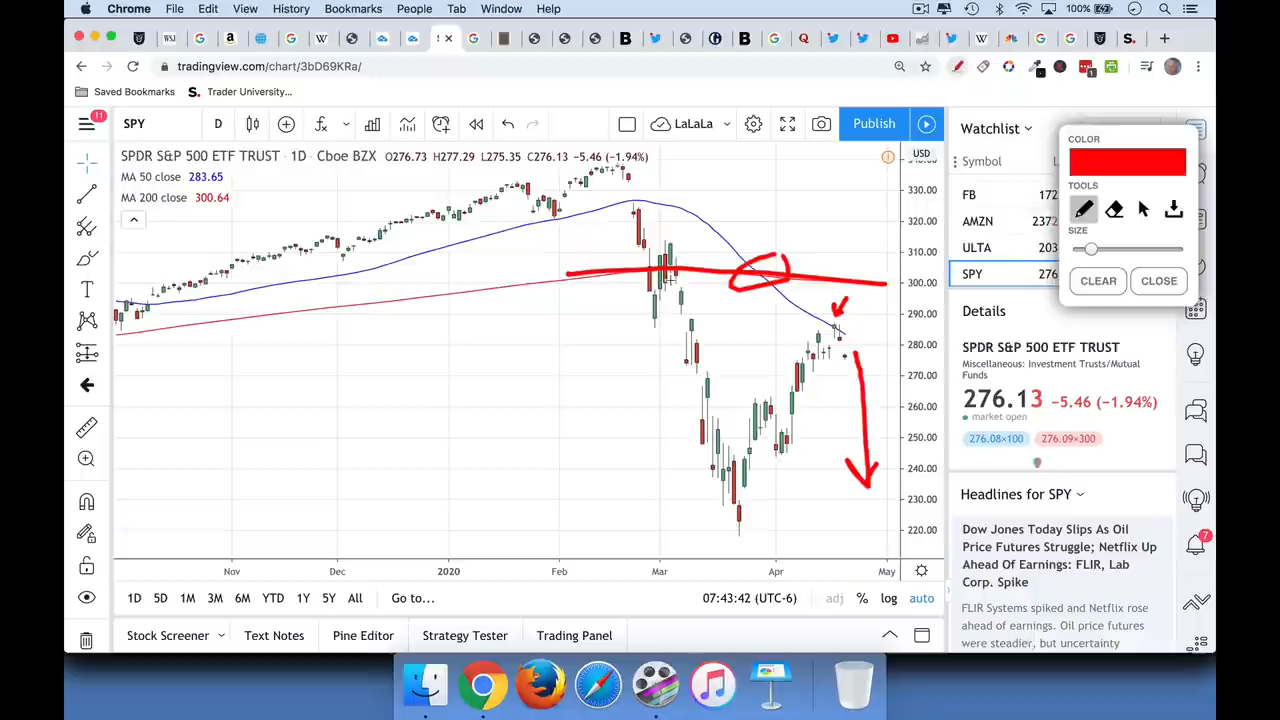 Chrome File Edit View History Bookmarks People Tab Window Help 100%
tradingview.com/chart/3bD69KRa/
Saved Bookmarks S. Trader University...
11 SPY D LaLaLa Publish
SPDR S&P 500 ETF TRUST · 1D · Cboe BZX O276.73 H277.29 L275.35 C276.13 −5.46 (−1.94%)
MA 50 close 283.65
MA 200 close 300.64
USD
330.00
320.00
310.00
300.00
290.00
280.00
270.00
260.00
250.00
240.00
230.00
220.00
Nov Dec 2020 Feb Mar Apr May
1D 5D 1M 3M 6M YTD 1Y 5Y All Go to... 07:43:42 (UTC-6) adj % log auto
Stock Screener Text Notes Pine Editor Strategy Tester Trading Panel
Watchlist
Symbol L
FB 172
AMZN 2372
ULTA 203
SPY 276
COLOR
TOOLS
SIZE
CLEAR CLOSE
Details
SPDR S&P 500 ETF TRUST
Miscellaneous: Investment Trusts/Mutual
Funds
276.13 −5.46 (−1.94%)
market open
276.08×100 276.09×300
Headlines for SPY
Dow Jones Today Slips As Oil
Price Futures Struggle; Netflix Up
Ahead Of Earnings: FLIR, Lab
Corp. Spike
FLIR Systems spiked and Netflix rose
ahead of earnings. Oil price futures
were steadier, but uncertainty
7